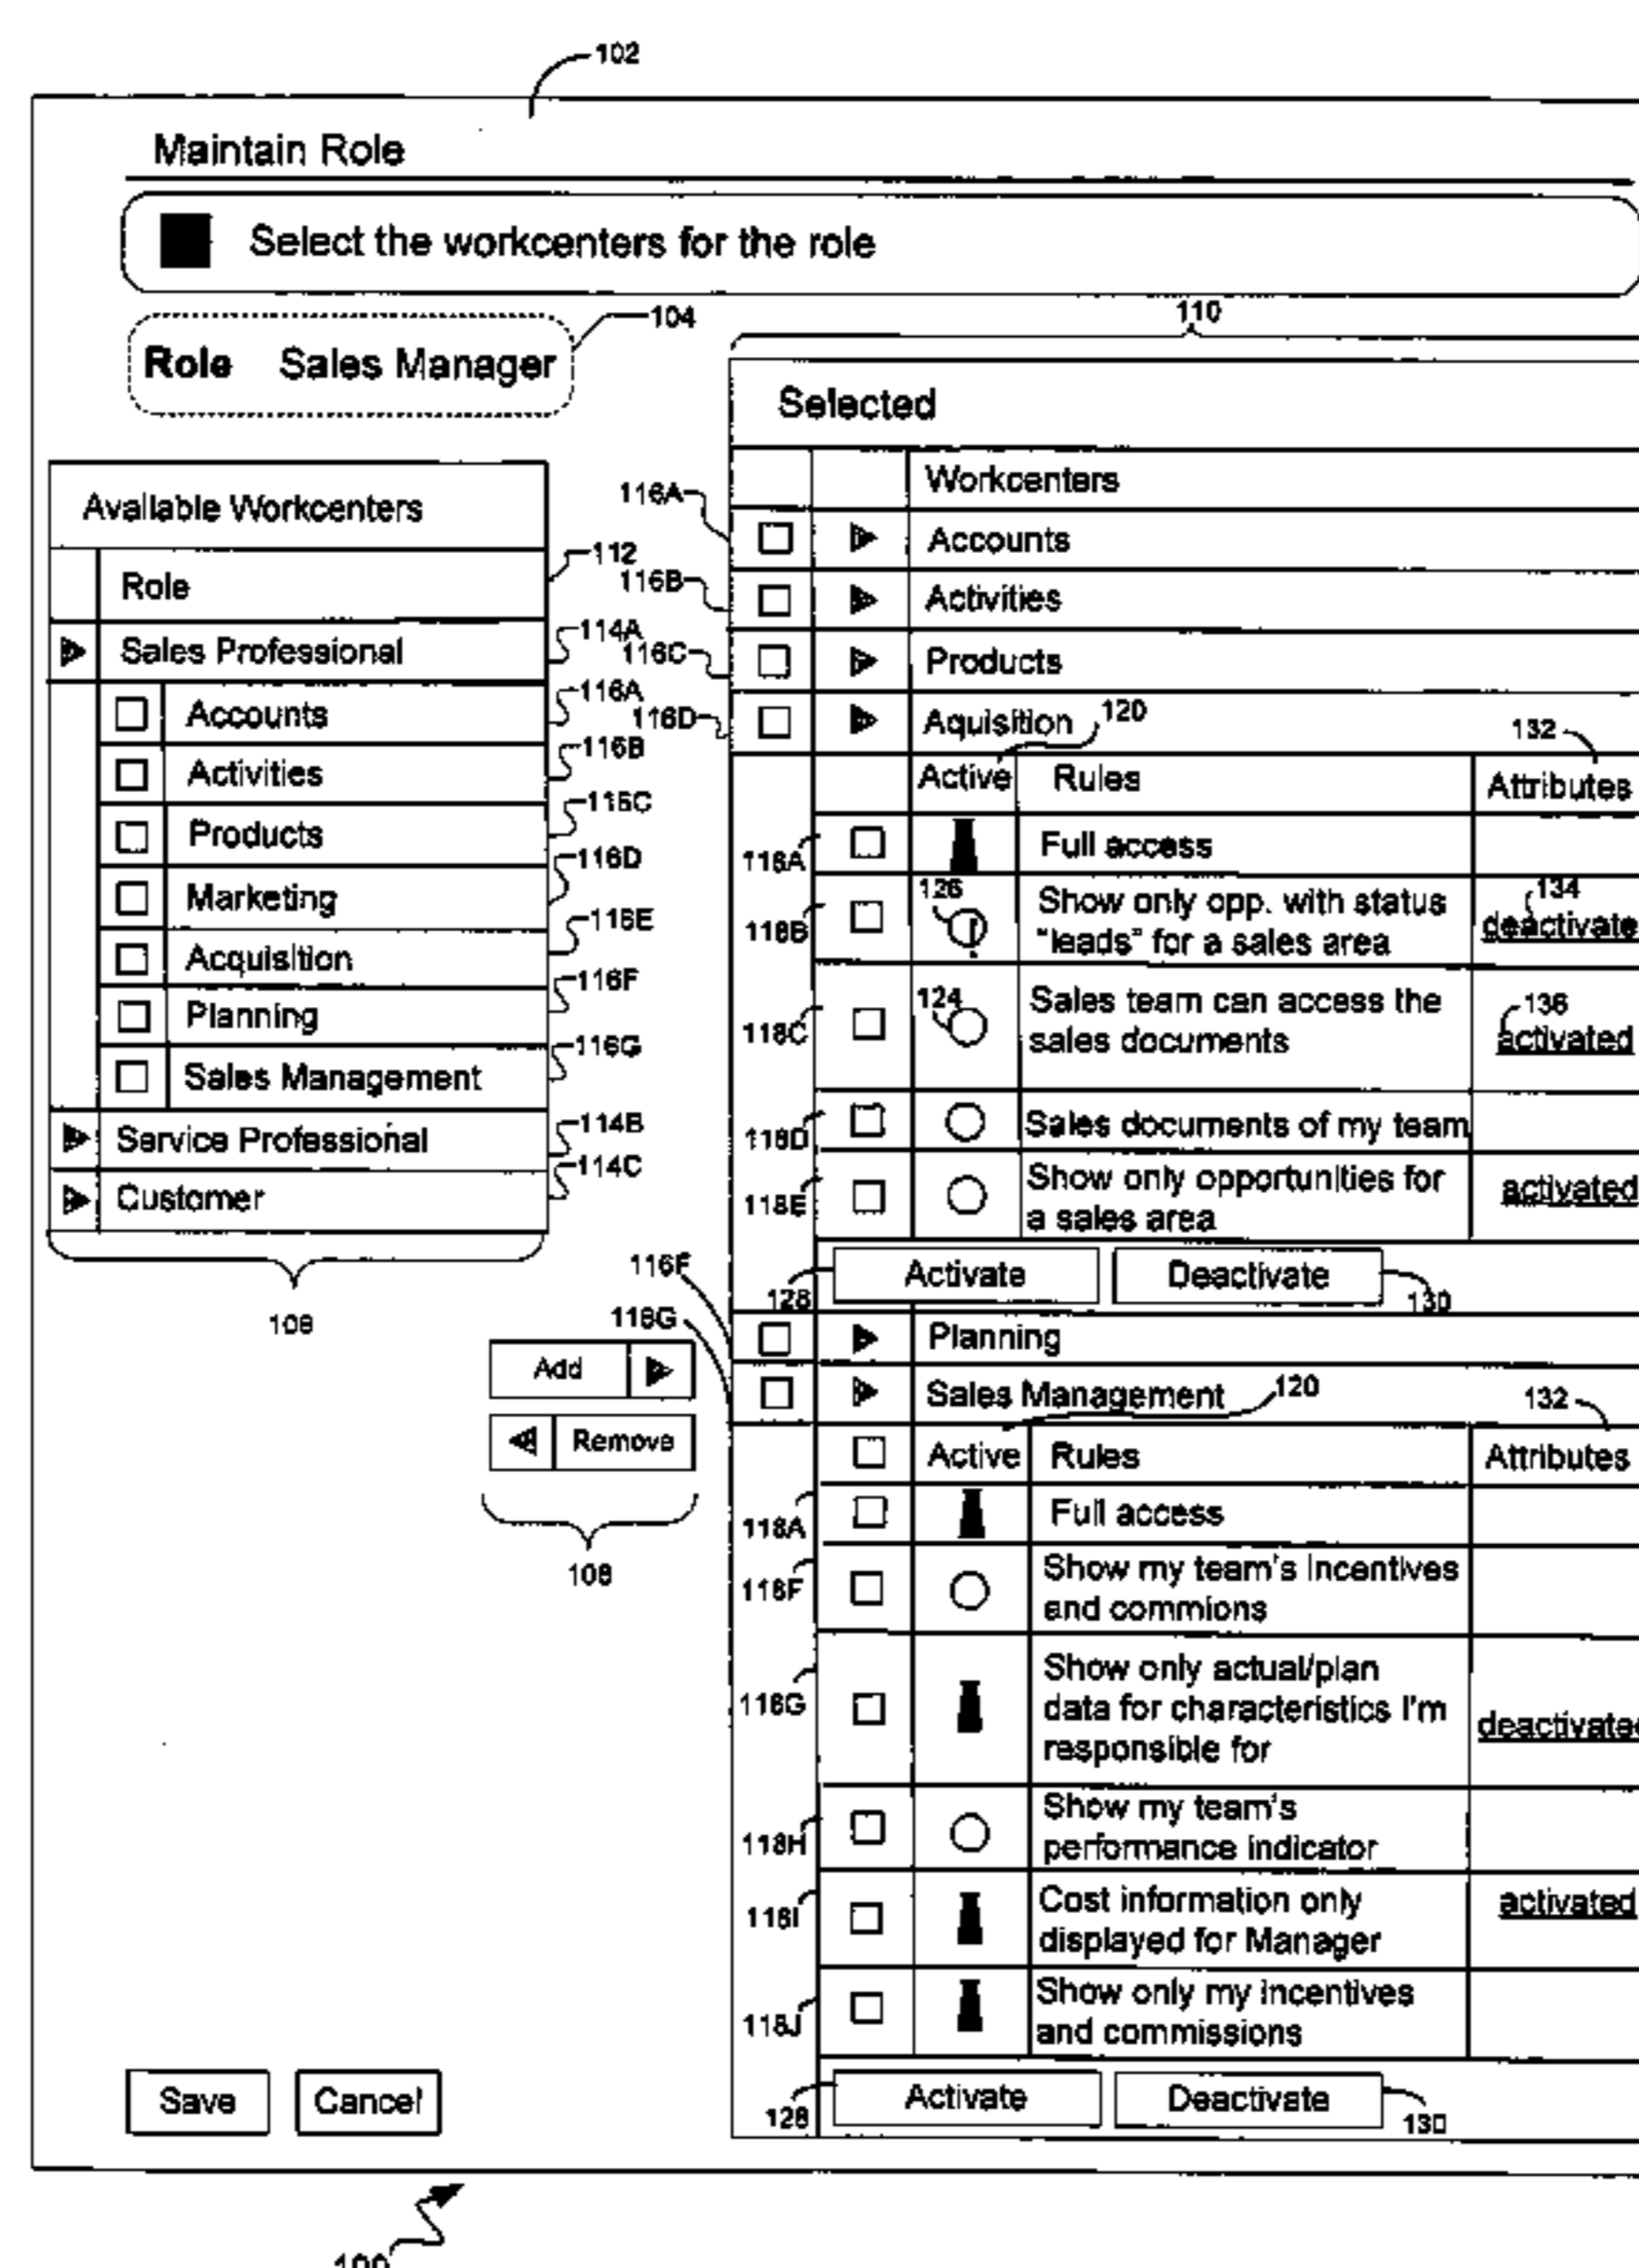 102
Maintain Role
Select the workcenters for the role
104
Role Sales Manager
110
Selected
Available Workcenters
Role
112
Sales Professional
114A
Accounts
116A
Activities
116B
Products
116C
Marketing
116D
Acquisition
116E
Planning
116F
Sales Management
116G
Service Professional
114B
Customer
114C
108
Add
Remove
108
Workcenters
116A
Accounts
116B
Activities
116C
Products
116D
Aquisition
120
132
Active Rules Attributes
118A
Full access
118B
126
Show only opp. with status
"leads" for a sales area
134
deactivate
118C
124
Sales team can access the
sales documents
136
activated
118D
Sales documents of my team
118E
Show only opportunities for
a sales area
activated
128
Activate
Deactivate
130
116F
Planning
116G
Sales Management
120
132
Active Rules Attributes
118A
Full access
118F
Show my team's Incentives
and commions
118G
Show only actual/plan
data for characteristics I'm
responsible for
deactivated
118H
Show my team's
performance indicator
118I
Cost information only
displayed for Manager
activated
118J
Show only my incentives
and commissions
128
Activate
Deactivate
130
Save
Cancel
100